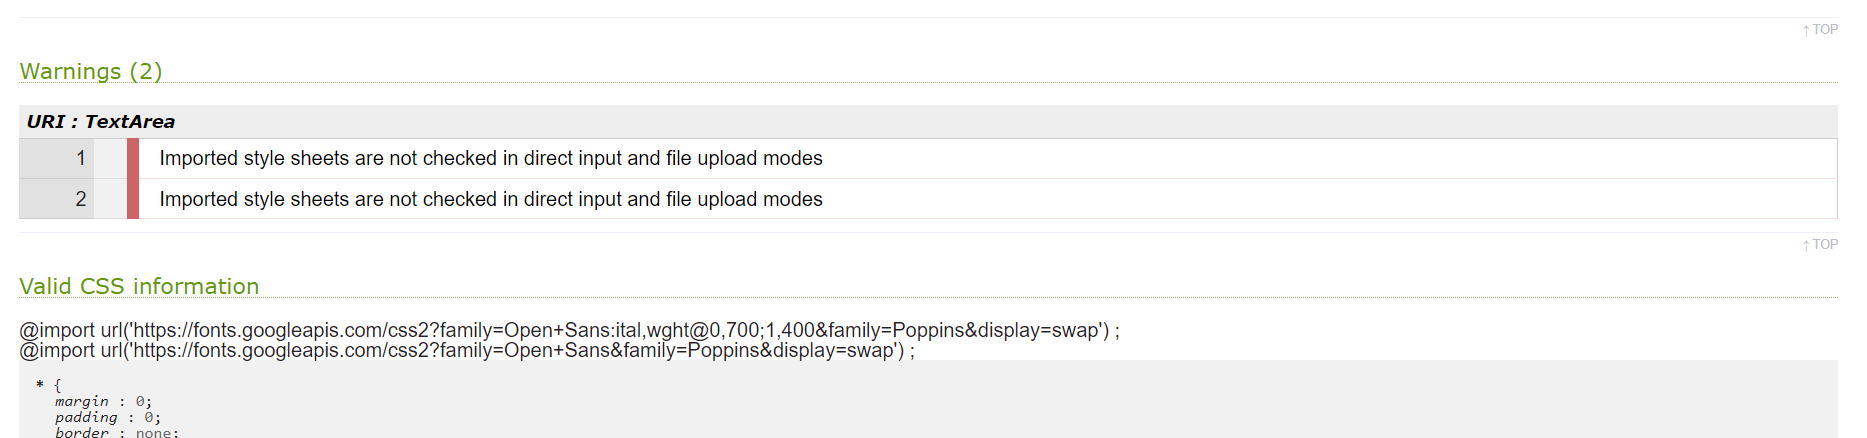 ↑ TOP
Warnings (2)
URI : TextArea
1 Imported style sheets are not checked in direct input and file upload modes
2 Imported style sheets are not checked in direct input and file upload modes
↑ TOP
Valid CSS information
@import url('https://fonts.googleapis.com/css2?family=Open+Sans:ital,wght@0,700;1,400&family=Poppins&display=swap') ;
@import url('https://fonts.googleapis.com/css2?family=Open+Sans&family=Poppins&display=swap') ;
* {
margin : 0;
padding : 0;
border : none;